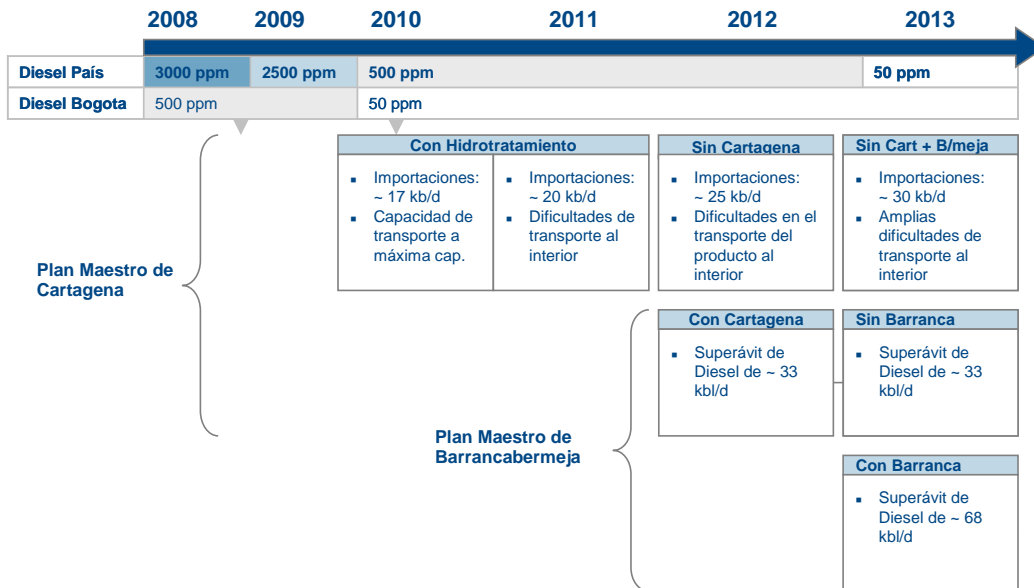 2008 2009 2010 2011 2012 2013
Diesel País 3000 ppm 2500 ppm 500 ppm 50 ppm
Diesel Bogota 500 ppm 50 ppm
Con Hidrotratamiento
▪ Importaciones:
~ 17 kb/d
▪ Capacidad de
transporte a
máxima cap.
▪ Importaciones:
~ 20 kb/d
▪ Dificultades de
transporte al
interior
Sin Cartagena
▪ Importaciones:
~ 25 kb/d
▪ Dificultades en el
transporte del
producto al
interior
Sin Cart + B/meja
▪ Importaciones:
~ 30 kb/d
▪ Amplias
dificultades de
transporte al
interior
Plan Maestro de
Cartagena
Con Cartagena
▪ Superávit de
Diesel de ~ 33
kbl/d
Sin Barranca
▪ Superávit de
Diesel de ~ 33
kbl/d
Plan Maestro de
Barrancabermeja
Con Barranca
▪ Superávit de
Diesel de ~ 68
kbl/d